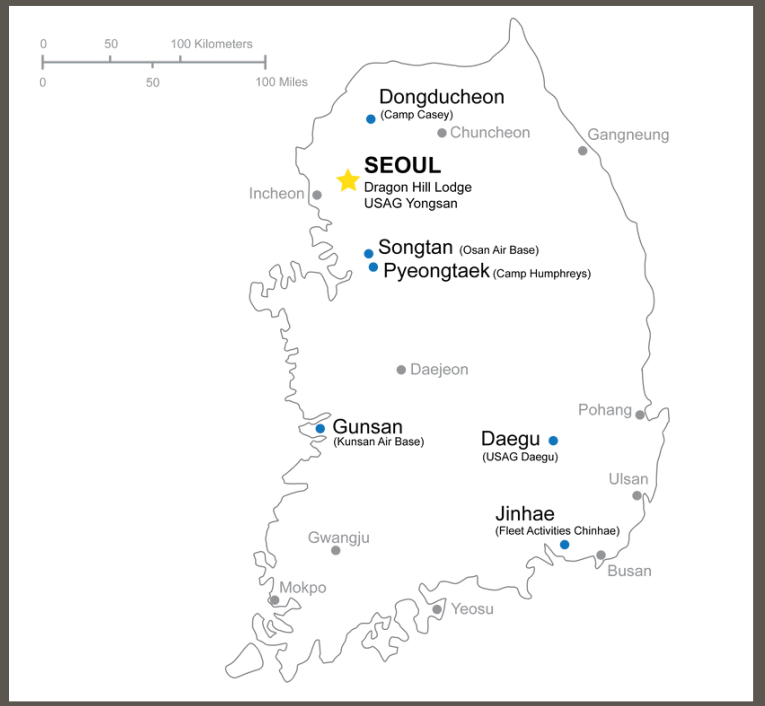 0 50 100 Kilometers
0 50 100 Miles
Dongducheon
(Camp Casey)
Chuncheon
Gangneung
SEOUL
Dragon Hill Lodge
USAG Yongsan
Incheon
Songtan (Osan Air Base)
Pyeongtaek (Camp Humphreys)
Daejeon
Pohang
Gunsan
(Kunsan Air Base)
Daegu
(USAG Daegu)
Ulsan
Jinhae
(Fleet Activities Chinhae)
Gwangju
Busan
Mokpo
Yeosu